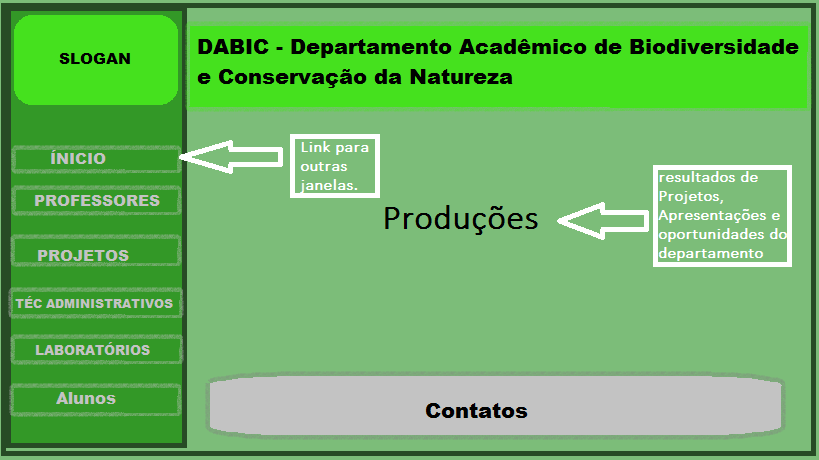 SLOGAN
DABIC - Departamento Acadêmico de Biodiversidade
e Conservação da Natureza
ÍNICIO
PROFESSORES
PROJETOS
TÉC ADMINISTRATIVOS
LABORATÓRIOS
Alunos
Link para
outras
janelas.
Produções
resultados de
Projetos,
Apresentações e
oportunidades do
departamento
Contatos